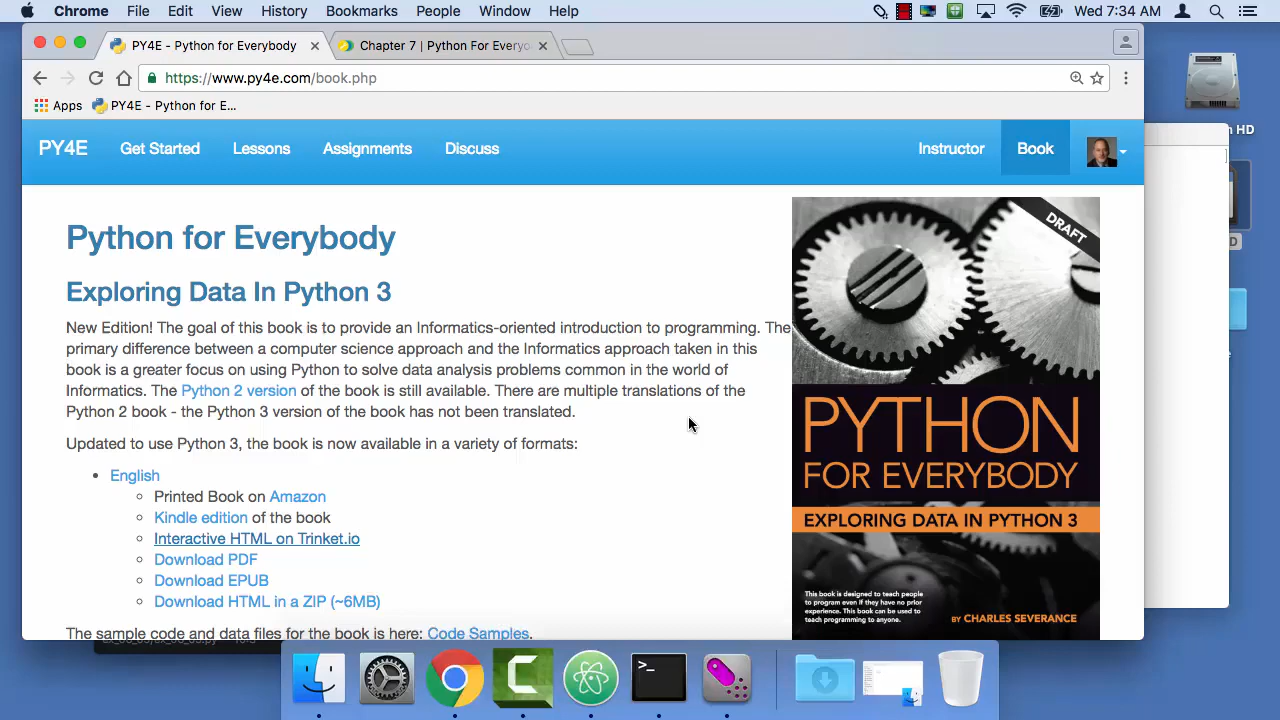 Chrome File Edit View History Bookmarks People Window Help Wed 7:34 AM
PY4E - Python for Everybody Chapter 7 | Python For Everyo
https://www.py4e.com/book.php
Apps PY4E - Python for E...
n HD
PY4E Get Started Lessons Assignments Discuss Instructor Book
D
DRAFT
Python for Everybody
Exploring Data In Python 3
New Edition! The goal of this book is to provide an Informatics-oriented introduction to programming. The
primary difference between a computer science approach and the Informatics approach taken in this
book is a greater focus on using Python to solve data analysis problems common in the world of
Informatics. The Python 2 version of the book is still available. There are multiple translations of the
Python 2 book - the Python 3 version of the book has not been translated.
Updated to use Python 3, the book is now available in a variety of formats:
• English
Printed Book on Amazon
Kindle edition of the book
Interactive HTML on Trinket.io
Download PDF
Download EPUB
Download HTML in a ZIP (~6MB)
The sample code and data files for the book is here: Code Samples.
PYTHON
FOR EVERYBODY
EXPLORING DATA IN PYTHON 3
This book is designed to teach people
to program even if they have no prior
experience. This book can be used to
teach programming to anyone.
BY CHARLES SEVERANCE
>_